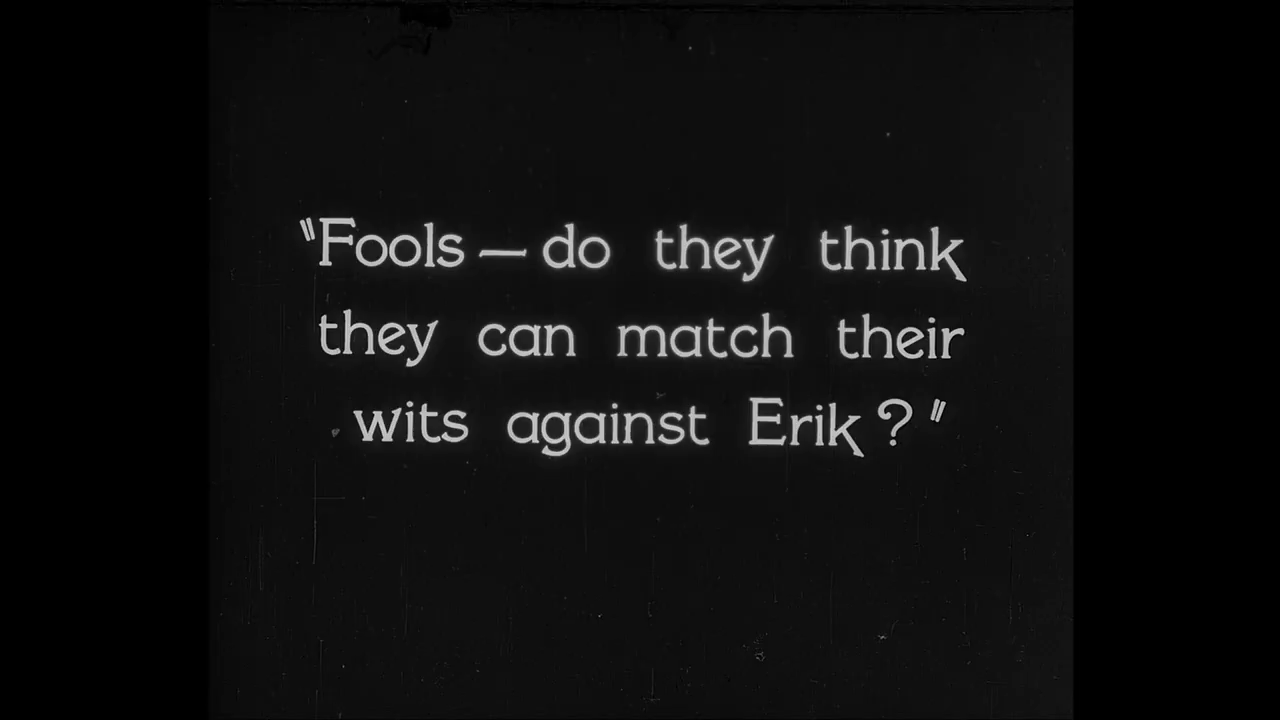 "Fools — do they think
they can match their
wits against Erik?"